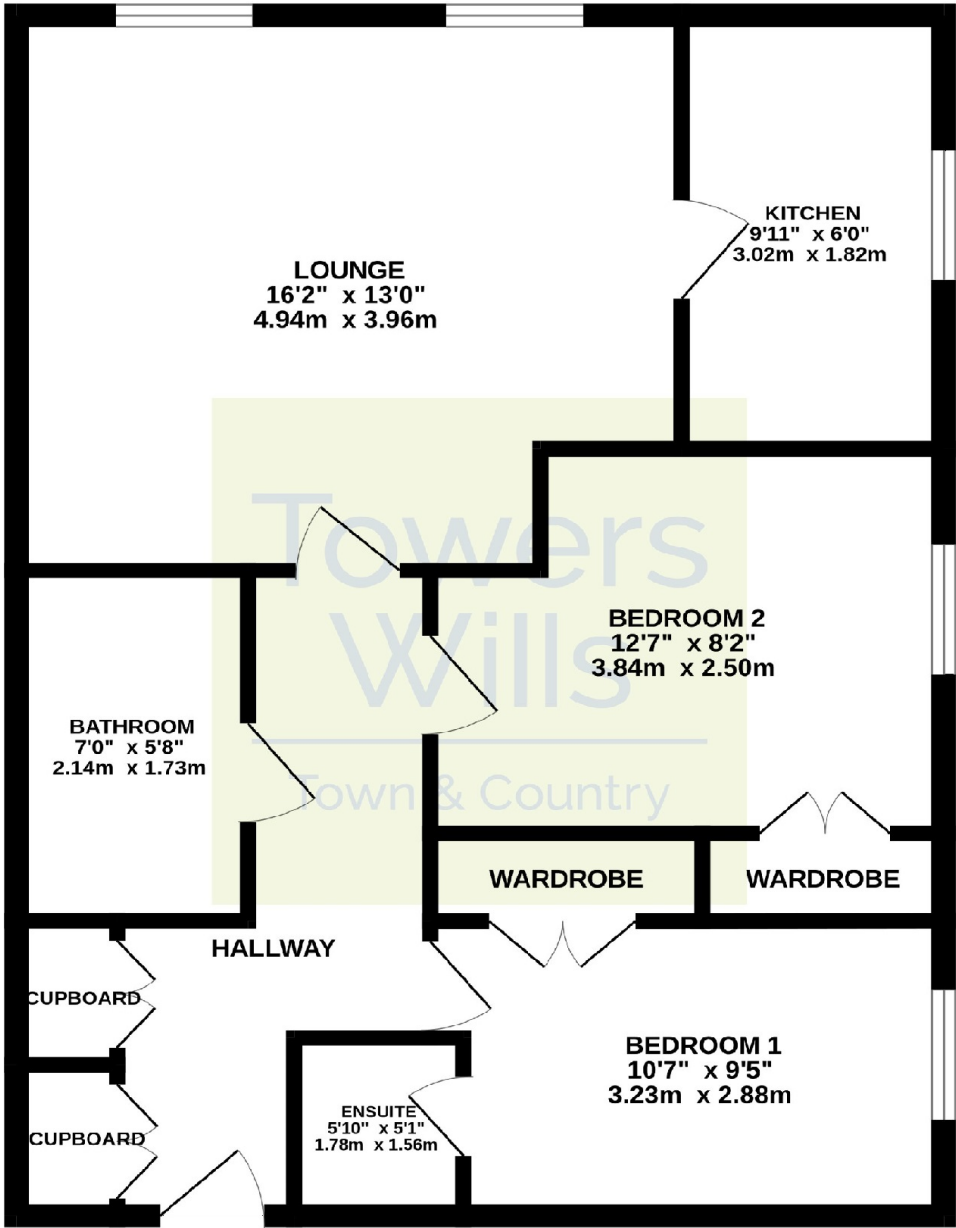 KITCHEN
9'11" x 6'0"
3.02m x 1.82m
LOUNGE
16'2" x 13'0"
4.94m x 3.96m
Towers
Wills
Town & Country
BEDROOM 2
12'7" x 8'2"
3.84m x 2.50m
BATHROOM
7'0" x 5'8"
2.14m x 1.73m
WARDROBE
WARDROBE
HALLWAY
CUPBOARD
BEDROOM 1
10'7" x 9'5"
3.23m x 2.88m
ENSUITE
5'10" x 5'1"
1.78m x 1.56m
CUPBOARD